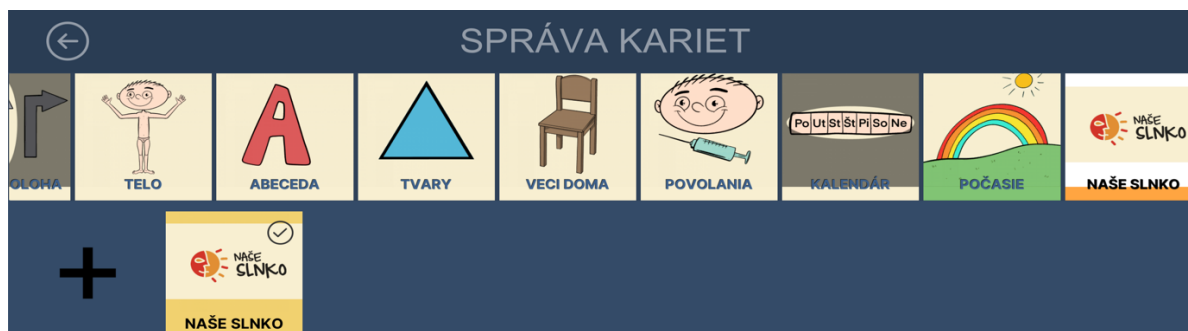 SPRÁVA KARIET
Po Ut St Št Pi So Ne
NAŠE
SLNKO
OLOHA
TELO
A
ABECEDA
TVARY
VECI DOMA
POVOLANIA
KALENDÁR
POČASIE
NAŠE SLNKO
NAŠE
SLNKO
NAŠE SLNKO